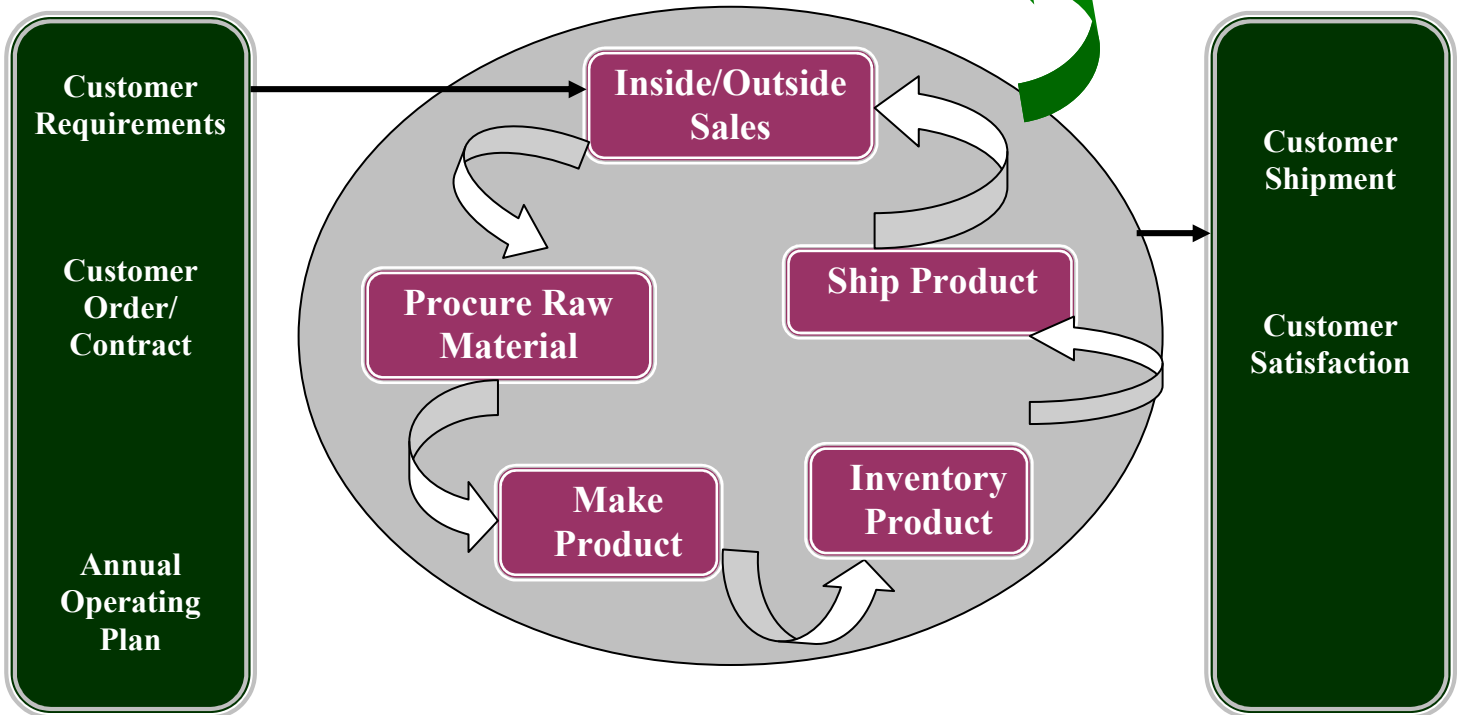 Customer
Requirements
Customer
Order/
Contract
Annual
Operating
Plan
Inside/Outside
Sales
Procure Raw
Material
Make
Product
Inventory
Product
Ship Product
Customer
Shipment
Customer
Satisfaction